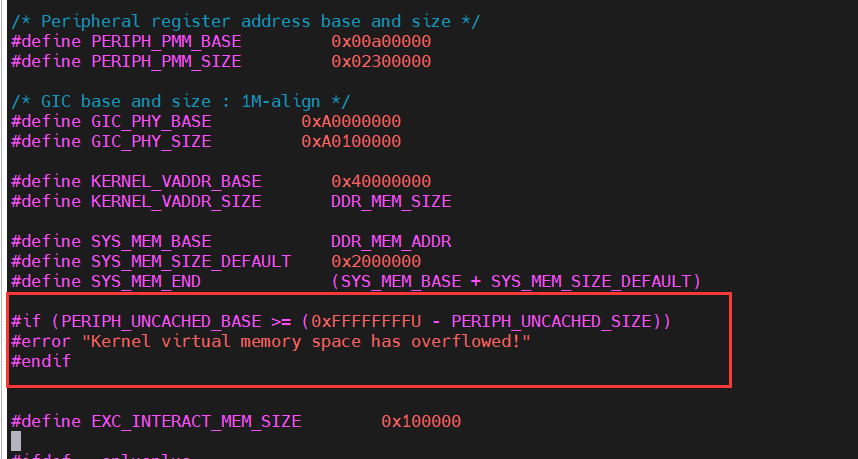 /* Peripheral register address base and size */
#define PERIPH_PMM_BASE         0x00a00000
#define PERIPH_PMM_SIZE         0x02300000
/* GIC base and size : 1M-align */
#define GIC_PHY_BASE         0xA0000000
#define GIC_PHY_SIZE         0xA0100000
#define KERNEL_VADDR_BASE       0x40000000
#define KERNEL_VADDR_SIZE       DDR_MEM_SIZE
#define SYS_MEM_BASE            DDR_MEM_ADDR
#define SYS_MEM_SIZE_DEFAULT    0x2000000
#define SYS_MEM_END             (SYS_MEM_BASE + SYS_MEM_SIZE_DEFAULT)
#if (PERIPH_UNCACHED_BASE >= (0xFFFFFFFFU - PERIPH_UNCACHED_SIZE))
#error "Kernel virtual memory space has overflowed!"
#endif
#define EXC_INTERACT_MEM_SIZE        0x100000